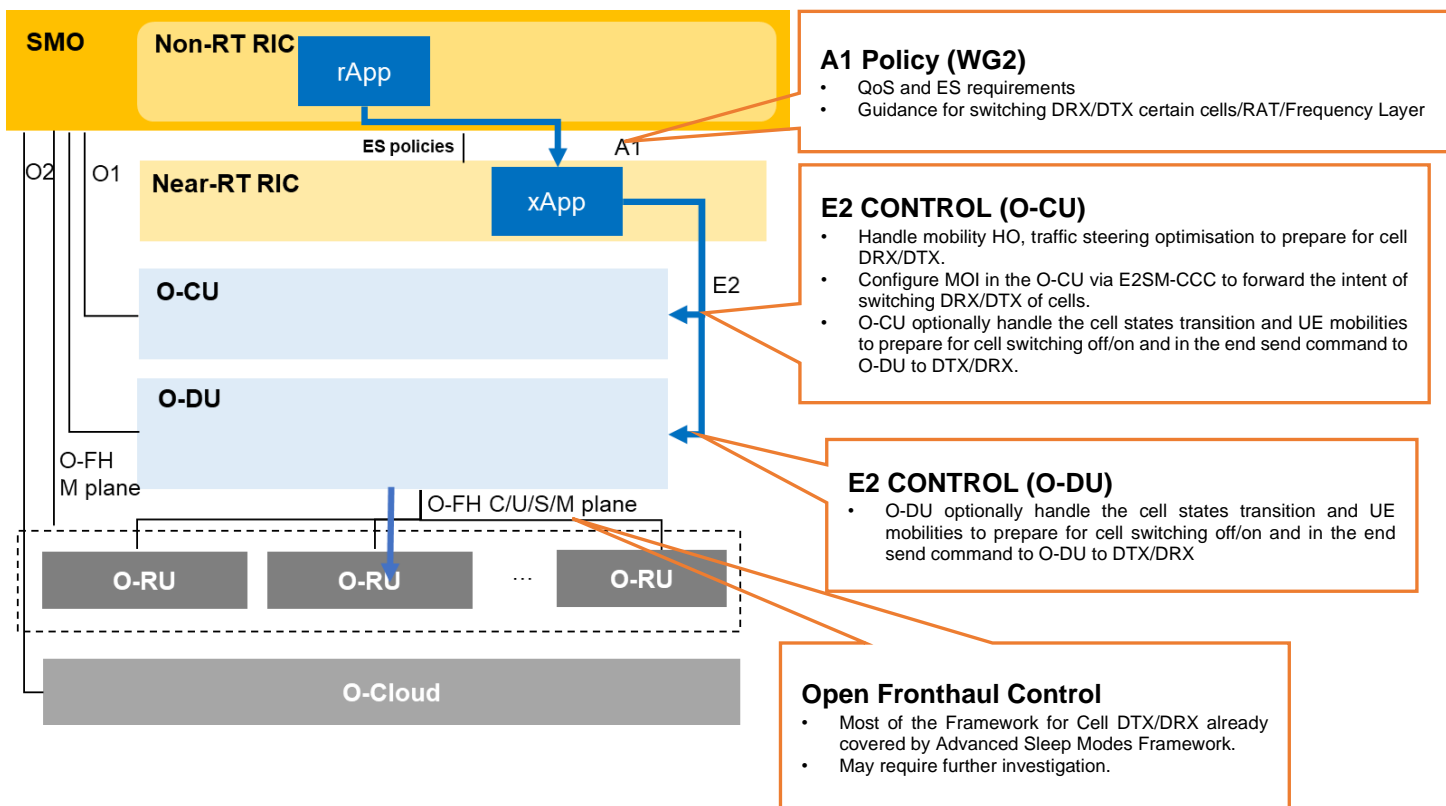 SMO
Non-RT RIC
rApp
A1 Policy (WG2)
• QoS and ES requirements
• Guidance for switching DRX/DTX certain cells/RAT/Frequency Layer
ES policies
A1
O2
O1
Near-RT RIC
xApp
E2 CONTROL (O-CU)
• Handle mobility HO, traffic steering optimisation to prepare for cell
DRX/DTX.
• Configure MOI in the O-CU via E2SM-CCC to forward the intent of
switching DRX/DTX of cells.
• O-CU optionally handle the cell states transition and UE mobilities
to prepare for cell switching off/on and in the end send command to
O-DU to DTX/DRX.
O-CU
E2
O-DU
O-FH
M plane
E2 CONTROL (O-DU)
• O-DU optionally handle the cell states transition and UE
mobilities to prepare for cell switching off/on and in the end
send command to O-DU to DTX/DRX
O-FH C/U/S/M plane
O-RU
O-RU
...
O-RU
O-Cloud
Open Fronthaul Control
• Most of the Framework for Cell DTX/DRX already
covered by Advanced Sleep Modes Framework.
• May require further investigation.